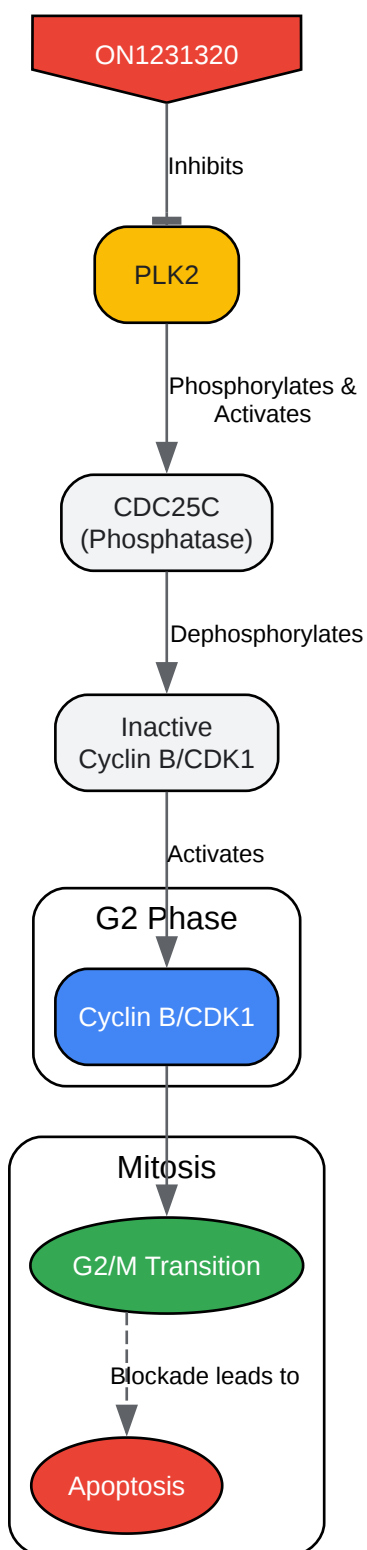 ON1231320
Inhibits
PLK2
Phosphorylates &
Activates
CDC25C
(Phosphatase)
Dephosphorylates
Inactive
Cyclin B/CDK1
Activates
G2 Phase
Cyclin B/CDK1
Mitosis
G2/M Transition
Blockade leads to
Apoptosis